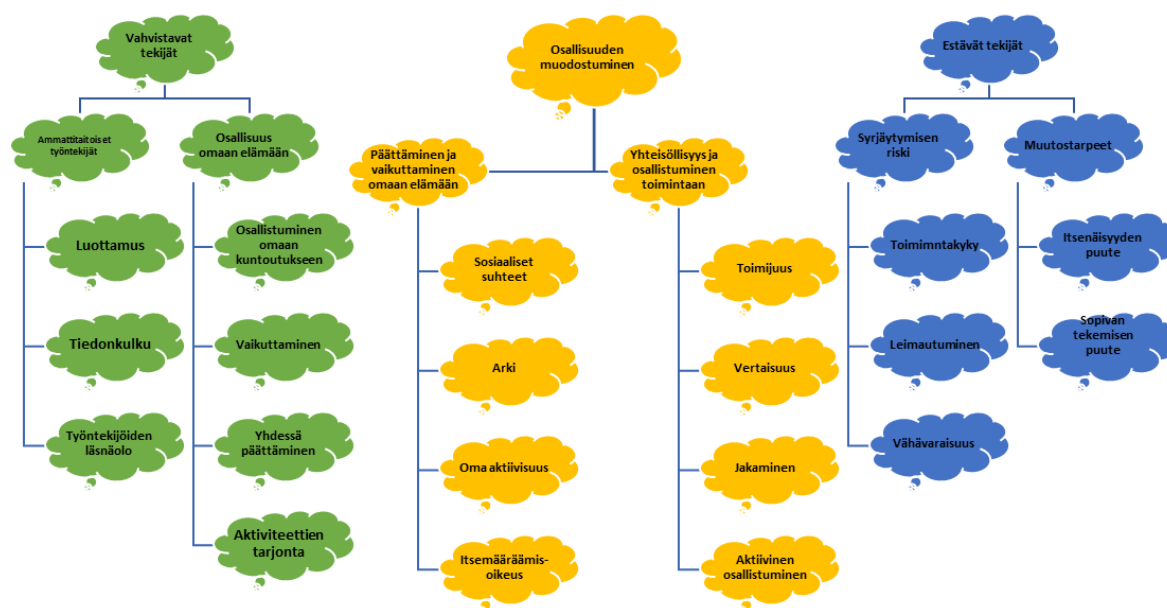 Vahvistavat
tekijät
Ammattitaitoiset
työntekijät
Osallisuus
omaan elämään
Luottamus
Tiedonkulku
Työntekijöiden
läsnäolo
Osallistuminen
omaan
kuntoutukseen
Vaikuttaminen
Yhdessä
päättäminen
Aktiviteettien
tarjonta
Osallisuuden
muodostuminen
Päättäminen ja
vaikuttaminen
omaan elämään
Yhteisöllisyys ja
osallistuminen
toimintaan
Sosiaaliset
suhteet
Arki
Oma aktiivisuus
Itsemääräämis-
oikeus
Toimijuus
Vertaisuus
Jakaminen
Aktiivinen
osallistuminen
Estävät tekijät
Syrjäytymisen
riski
Muutostarpeet
Toimimntakyky
Leimautuminen
Vähävaraisuus
Itsenäisyyden
puute
Sopivan
tekemisen
puute